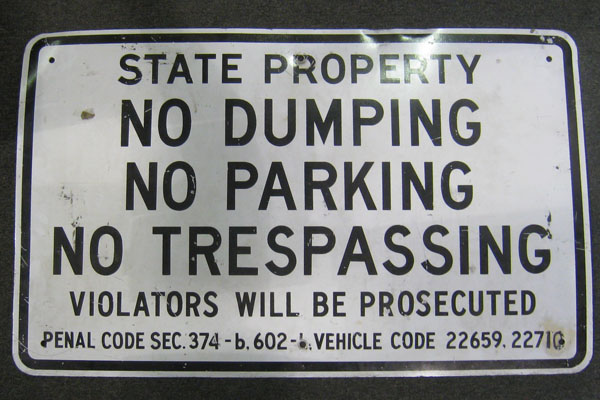 STATE PROPERTY
NO DUMPING
NO PARKING
NO TRESPASSING
VIOLATORS WILL BE PROSECUTED
PENAL CODE SEC. 374-b, 602- VEHICLE CODE 22659,